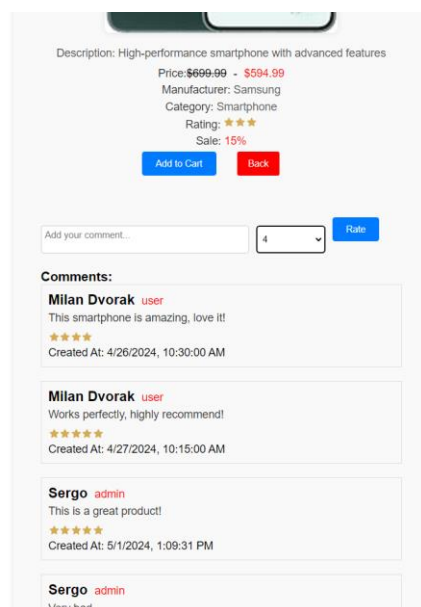 Description: High-performance smartphone with advanced features
Price:$699.99 - $594.99
Manufacturer: Samsung
Category: Smartphone
Rating:
Sale: 15%
Add to Cart Back
Add your comment... 4 Rate
Comments:
Milan Dvorak user
This smartphone is amazing, love it!
Created At: 4/26/2024, 10:30:00 AM
Milan Dvorak user
Works perfectly, highly recommend!
Created At: 4/27/2024, 10:15:00 AM
Sergo admin
This is a great product!
Created At: 5/1/2024, 1:09:31 PM
Sergo admin
Very bad